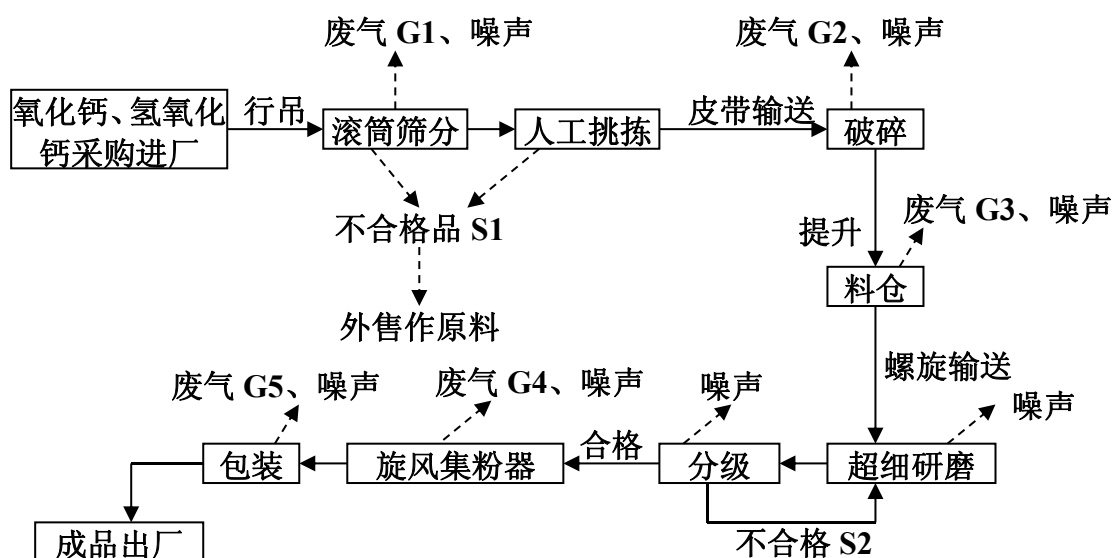 废气 G1、噪声
废气 G2、噪声
氧化钙、氢氧化
钙采购进厂
行吊
滚筒筛分
人工挑拣
皮带输送
破碎
不合格品 S1
外售作原料
提升
废气 G3、噪声
料仓
螺旋输送
噪声
超细研磨
噪声
分级
不合格 S2
合格
废气 G4、噪声
旋风集粉器
废气 G5、噪声
包装
成品出厂